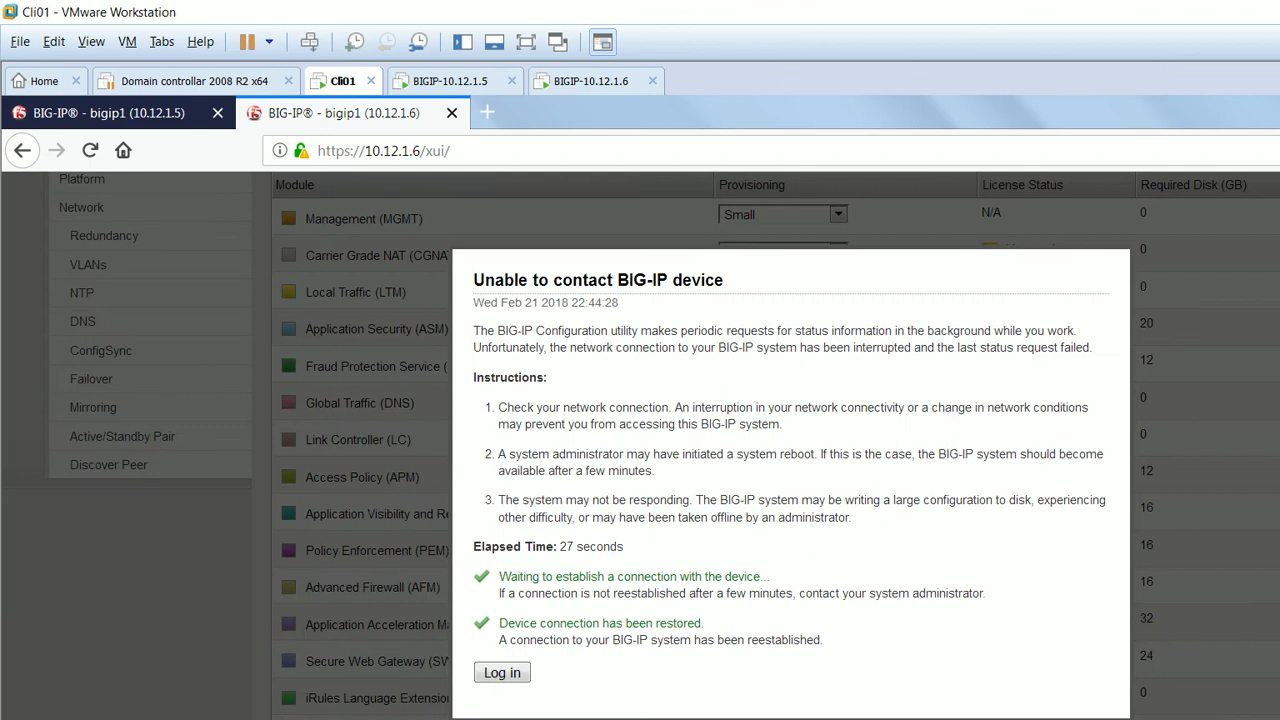 Cli01 - VMware Workstation
File Edit View VM Tabs Help
Home Domain controllar 2008 R2 x64 Cli01 BIGIP-10.12.1.5 BIGIP-10.12.1.6
BIG-IP® - bigip1 (10.12.1.5) BIG-IP® - bigip1 (10.12.1.6)
https://10.12.1.6/xui/
Platform
Network
Redundancy
VLANs
NTP
DNS
ConfigSync
Failover
Mirroring
Active/Standby Pair
Discover Peer
Module Provisioning License Status Required Disk (GB)
Management (MGMT) Small N/A 0
Carrier Grade NAT (CGNA 0
Local Traffic (LTM) 0
Application Security (ASM) 20
Fraud Protection Service ( 12
Global Traffic (DNS) 0
Link Controller (LC) 0
Access Policy (APM) 12
Application Visibility and Re 16
Policy Enforcement (PEM) 16
Advanced Firewall (AFM) 16
Application Acceleration M 32
Secure Web Gateway (SW 24
iRules Language Extension 0
Unable to contact BIG-IP device
Wed Feb 21 2018 22:44:28
The BIG-IP Configuration utility makes periodic requests for status information in the background while you work.
Unfortunately, the network connection to your BIG-IP system has been interrupted and the last status request failed.
Instructions:
1. Check your network connection. An interruption in your network connectivity or a change in network conditions
may prevent you from accessing this BIG-IP system.
2. A system administrator may have initiated a system reboot. If this is the case, the BIG-IP system should become
available after a few minutes.
3. The system may not be responding. The BIG-IP system may be writing a large configuration to disk, experiencing
other difficulty, or may have been taken offline by an administrator.
Elapsed Time: 27 seconds
Waiting to establish a connection with the device...
If a connection is not reestablished after a few minutes, contact your system administrator.
Device connection has been restored.
A connection to your BIG-IP system has been reestablished.
Log in